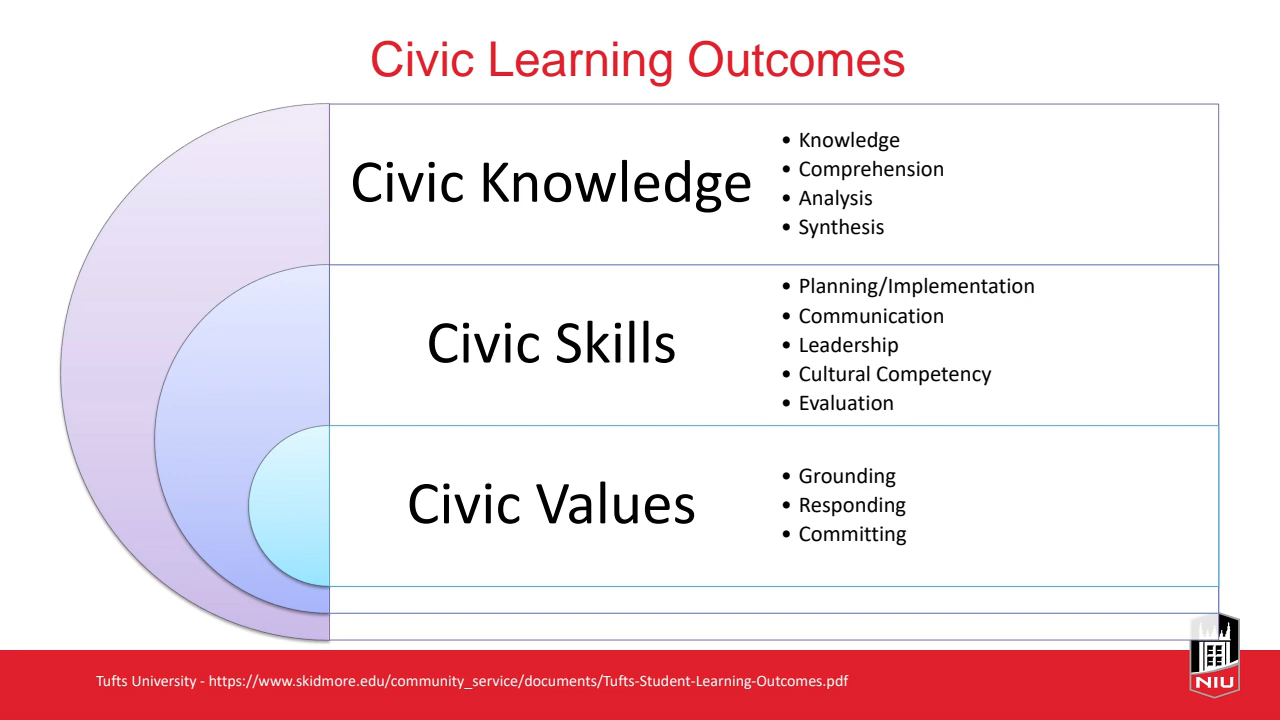 Civic Learning Outcomes
Civic Knowledge
• Knowledge
• Comprehension
• Analysis
• Synthesis
Civic Skills
• Planning/Implementation
• Communication
• Leadership
• Cultural Competency
• Evaluation
Civic Values
• Grounding
• Responding
• Committing
Tufts University - https://www.skidmore.edu/community_service/documents/Tufts-Student-Learning-Outcomes.pdf
NIU